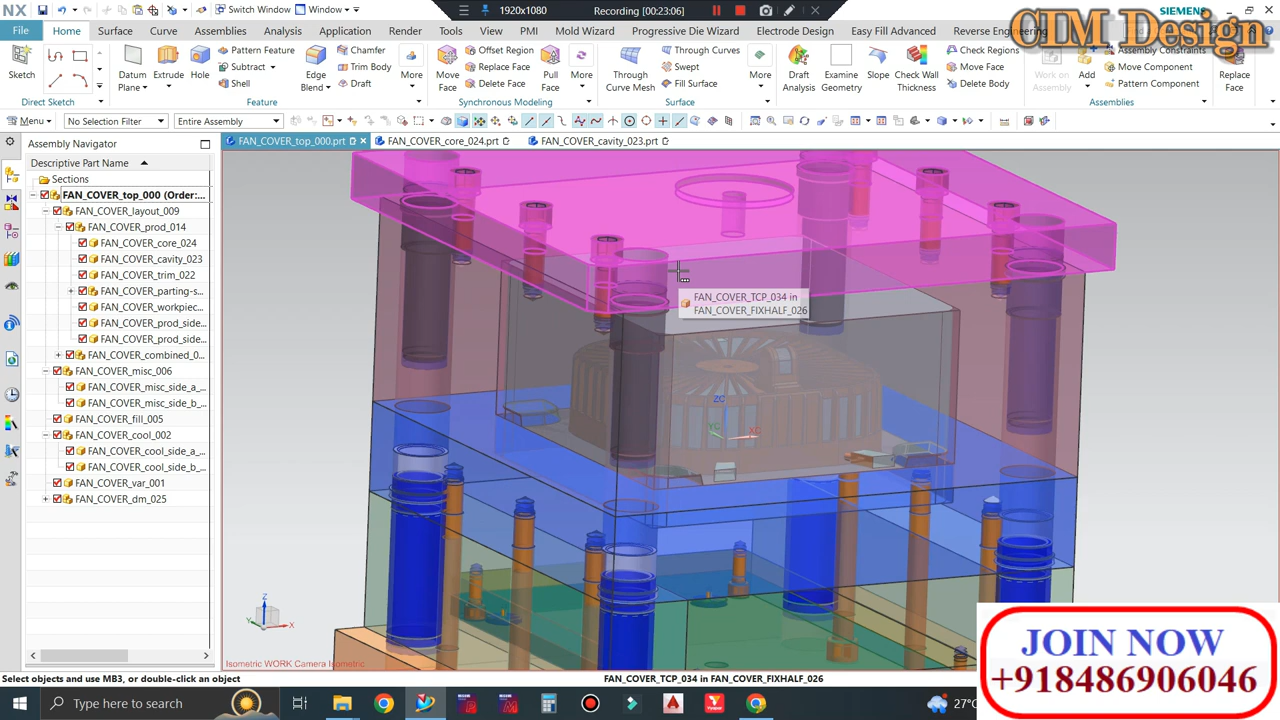 NX
Switch Window
Window
1920x1080
Recording [00:23:06]
SIEMENS
CIM Design
File
Home
Surface
Curve
Assemblies
Analysis
Application
Render
Tools
View
PMI
Mold Wizard
Progressive Die Wizard
Electrode Design
Easy Fill Advanced
Reverse Engineering
Sketch
Datum Plane
Extrude
Hole
Pattern Feature
Subtract
Shell
Edge Blend
Chamfer
Trim Body
Draft
More
Move Face
Offset Region
Replace Face
Delete Face
Pull Face
More
Through Curve Mesh
Through Curves
Swept
Fill Surface
More
Draft Analysis
Examine Geometry
Slope
Check Wall Thickness
Check Regions
Move Face
Delete Body
Work on Assembly
Add
Assembly Constraints
Move Component
Pattern Component
Replace Face
Direct Sketch
Feature
Synchronous Modeling
Surface
Assemblies
Menu
No Selection Filter
Entire Assembly
Assembly Navigator
FAN_COVER_top_000.prt
FAN_COVER_core_024.prt
FAN_COVER_cavity_023.prt
Descriptive Part Name
Sections
FAN_COVER_top_000 (Order:...
FAN_COVER_layout_009
FAN_COVER_prod_014
FAN_COVER_core_024
FAN_COVER_cavity_023
FAN_COVER_trim_022
FAN_COVER_parting-s...
FAN_COVER_workpiec...
FAN_COVER_prod_side...
FAN_COVER_prod_side...
FAN_COVER_combined_0...
FAN_COVER_misc_006
FAN_COVER_misc_side_a_...
FAN_COVER_misc_side_b_...
FAN_COVER_fill_005
FAN_COVER_cool_002
FAN_COVER_cool_side_a_...
FAN_COVER_cool_side_b_...
FAN_COVER_var_001
FAN_COVER_dm_025
FAN_COVER_TCP_034 in
FAN_COVER_FIXHALF_026
ZC
YC
XC
Z
Y
X
Isometric WORK Camera Isometric
JOIN NOW
+918486906046
Select objects and use MB3, or double-click an object
FAN_COVER_TCP_034 in FAN_COVER_FIXHALF_026
Type here to search
27°C